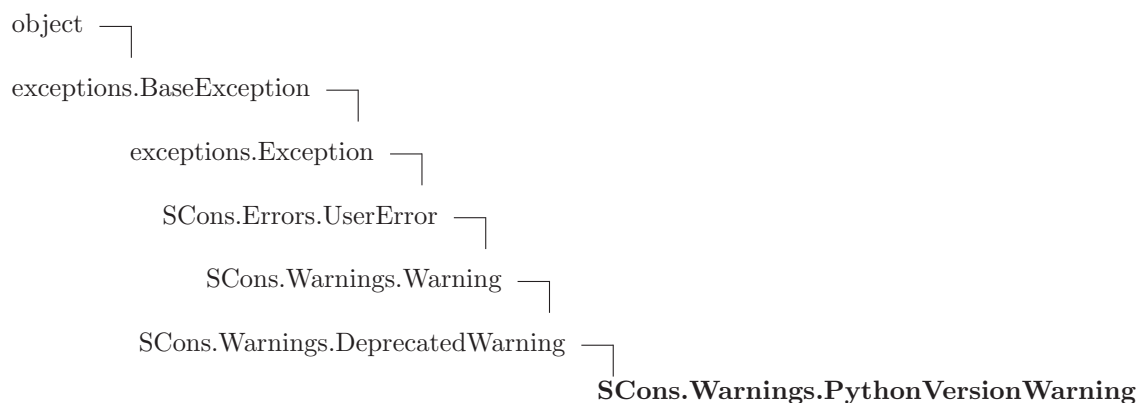 object
exceptions.BaseException
exceptions.Exception
SCons.Errors.UserError
SCons.Warnings.Warning
SCons.Warnings.DeprecatedWarning
SCons.Warnings.PythonVersionWarning